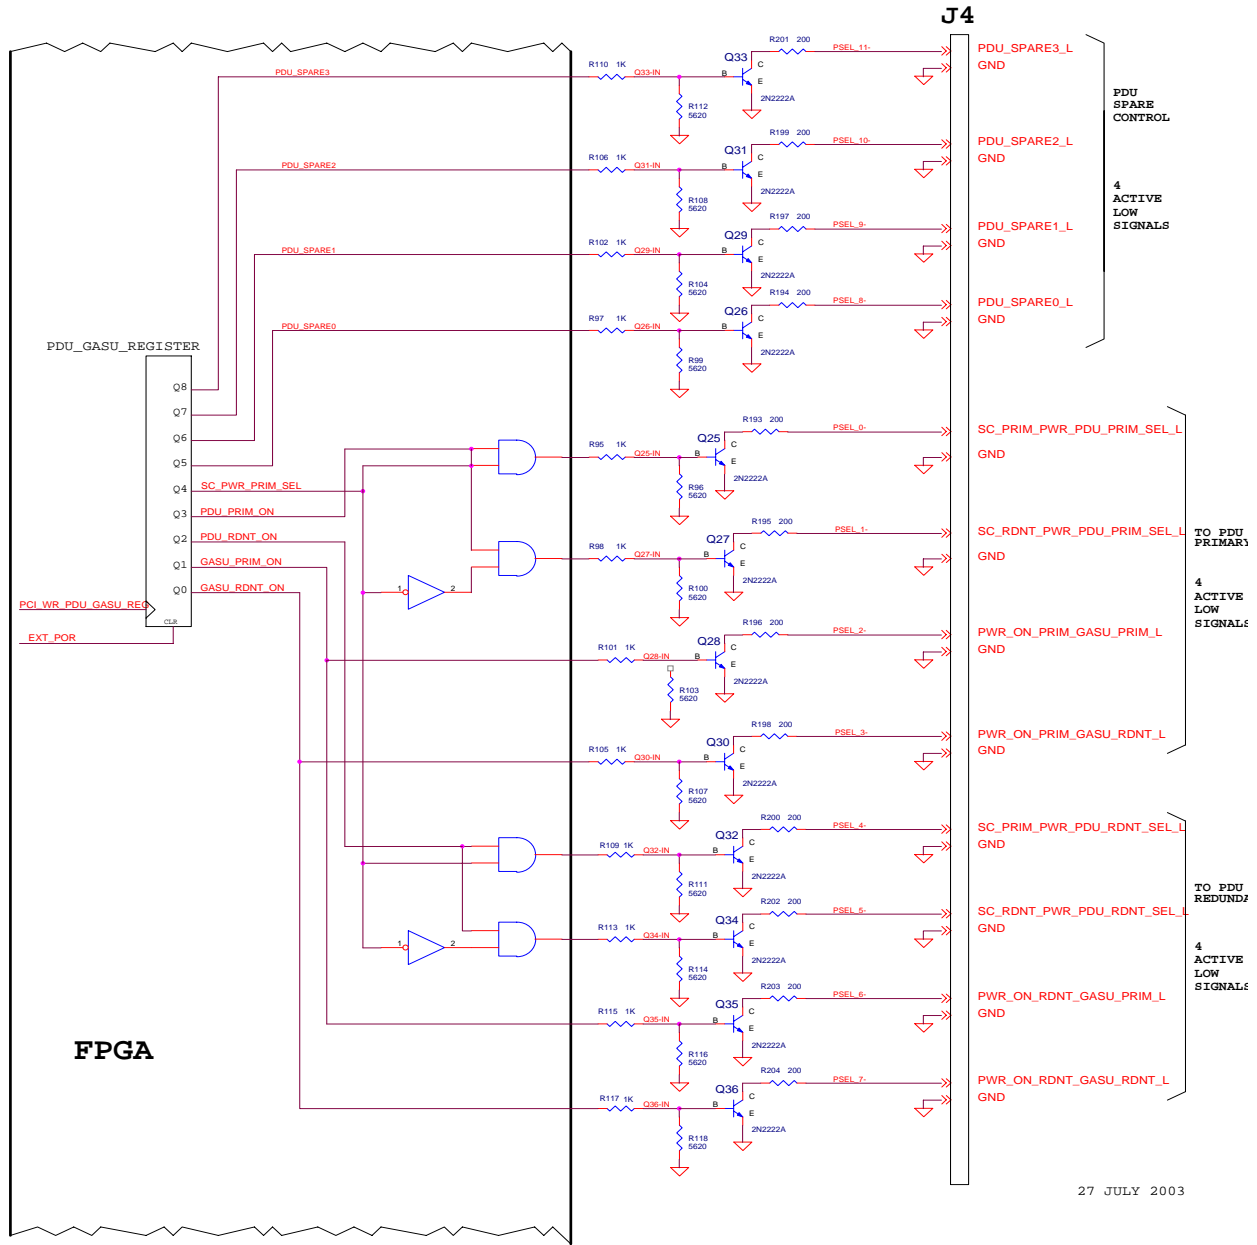 J4
R201 200
PSEL_11-
PDU_SPARE3_L
Q33
C
GND
R110 1K
PDU_SPARE3
Q33-IN
B
E
R112
5620
2N2222A
PDU
SPARE
CONTROL
R199 200
PSEL_10-
PDU_SPARE2_L
Q31
C
GND
R106 1K
PDU_SPARE2
Q31-IN
B
E
R108
5620
2N2222A
4
ACTIVE
LOW
SIGNALS
R197 200
PSEL_9-
PDU_SPARE1_L
Q29
C
GND
R102 1K
PDU_SPARE1
Q29-IN
B
E
R104
5620
2N2222A
R194 200
PSEL_8-
PDU_SPARE0_L
Q26
C
GND
R97 1K
PDU_SPARE0
Q26-IN
B
E
R99
5620
2N2222A
PDU_GASU_REGISTER
Q8
Q7
Q6
Q5
Q4
SC_PWR_PRIM_SEL
Q3
PDU_PRIM_ON
Q2
PDU_RDNT_ON
Q1
GASU_PRIM_ON
Q0
GASU_RDNT_ON
PCI_WR_PDU_GASU_REG
CLR
EXT_POR
R193 200
PSEL_0-
SC_PRIM_PWR_PDU_PRIM_SEL_L
Q25
C
GND
R95 1K
Q25-IN
B
E
R96
5620
2N2222A
R195 200
PSEL_1-
SC_RDNT_PWR_PDU_PRIM_SEL_L
TO PDU
PRIMARY
Q27
C
GND
R98 1K
Q27-IN
B
E
1
2
R100
5620
2N2222A
4
ACTIVE
LOW
SIGNALS
R196 200
PSEL_2-
PWR_ON_PRIM_GASU_PRIM_L
Q28
C
GND
R101 1K
Q28-IN
B
E
R103
5620
2N2222A
R198 200
PSEL_3-
PWR_ON_PRIM_GASU_RDNT_L
Q30
C
GND
R105 1K
Q30-IN
B
E
R107
5620
2N2222A
R200 200
PSEL_4-
SC_PRIM_PWR_PDU_RDNT_SEL_L
Q32
C
GND
R109 1K
Q32-IN
B
E
R111
5620
2N2222A
TO PDU
REDUNDA
R202 200
PSEL_5-
SC_RDNT_PWR_PDU_RDNT_SEL_L
Q34
C
GND
R113 1K
Q34-IN
B
E
1
2
R114
5620
2N2222A
4
ACTIVE
LOW
SIGNALS
R203 200
PSEL_6-
PWR_ON_RDNT_GASU_PRIM_L
Q35
C
GND
R115 1K
Q35-IN
B
E
R116
5620
2N2222A
FPGA
R204 200
PSEL_7-
PWR_ON_RDNT_GASU_RDNT_L
Q36
C
GND
R117 1K
Q36-IN
B
E
R118
5620
2N2222A
27 JULY 2003